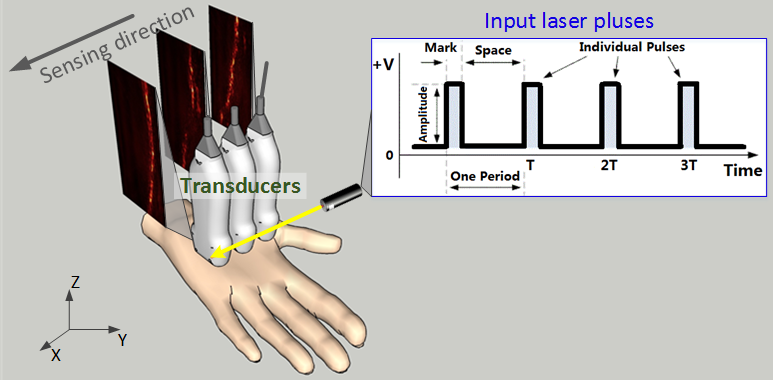 Input laser pluses
Sensing direction
Mark
Space
Individual Pulses
+V
Amplitude
0
T
2T
3T
Time
One Period
Transducers
Z
Y
X